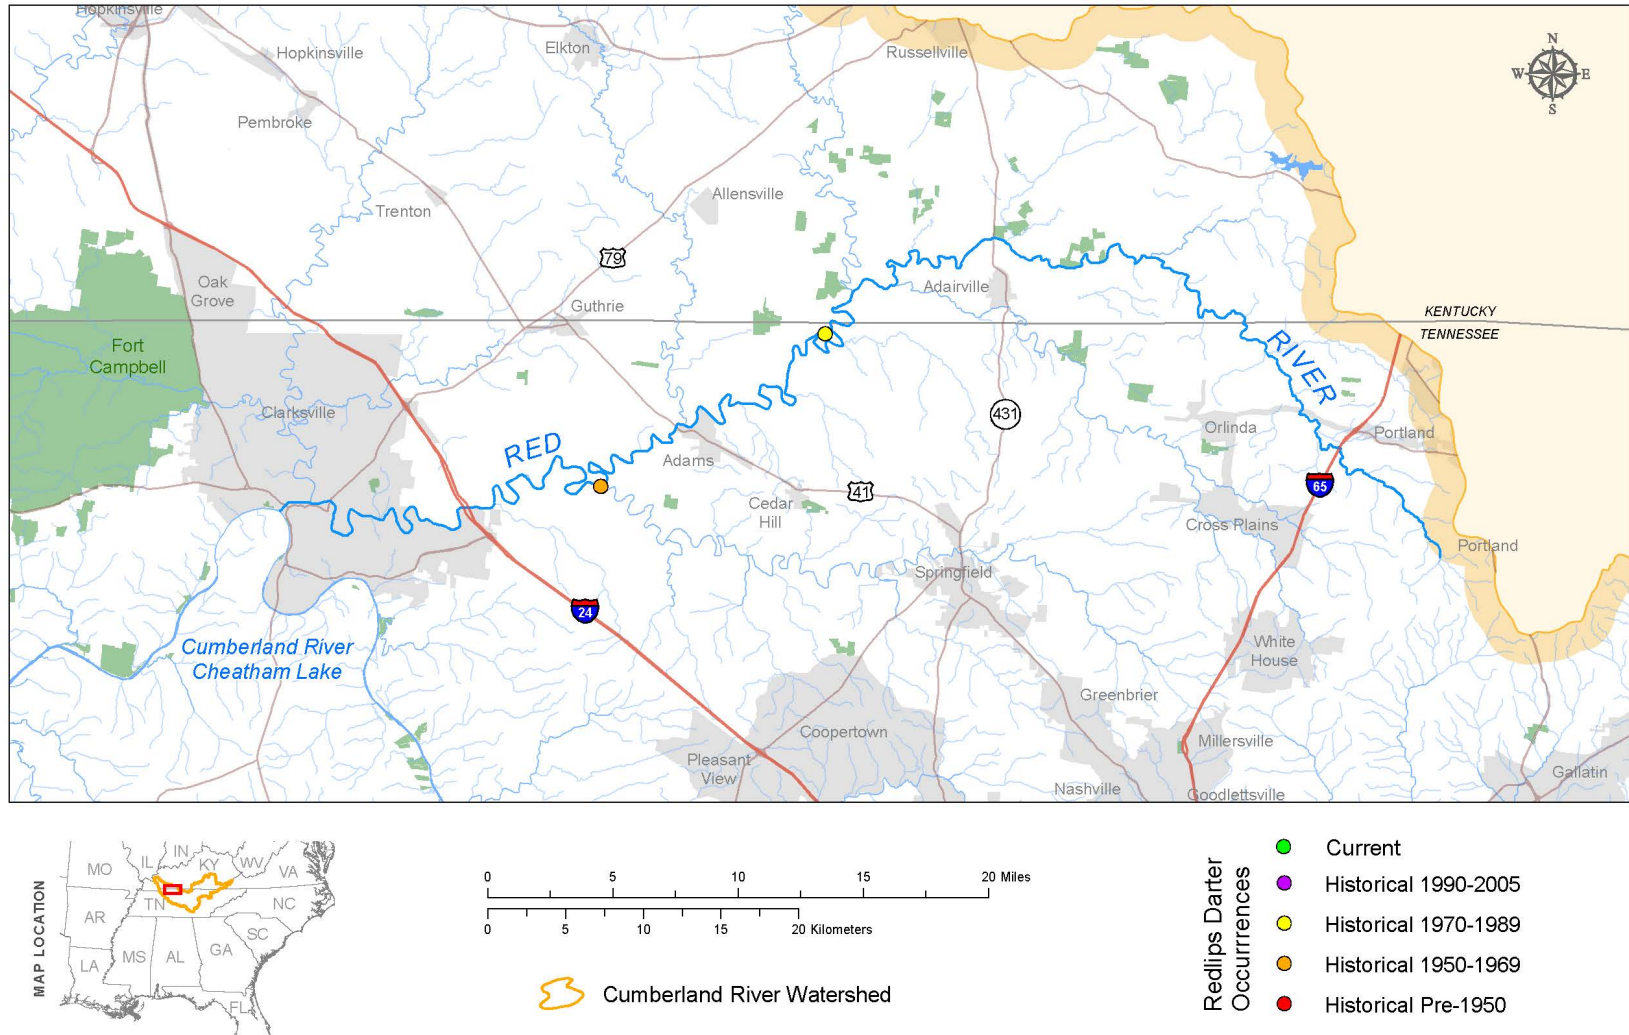 Hopkinsville
Hopkinsville
Elkton
Russellville
N
W E
S
Pembroke
Allensville
Trenton
79
Oak
Grove
Adairville
Guthrie
KENTUCKY
TENNESSEE
Fort
Campbell
RIVER
Clarksville
431
Orlinda
Portland
RED
Adams
65
41
Cedar
Hill
Cross Plains
Portland
Springfield
24
Cumberland River
Cheatham Lake
White
House
Greenbrier
Coopertown
Millersville
Pleasant
View
Gallatin
Nashville
Goodlettsville
MAP LOCATION
MO
IL
IN
KY
WV
VA
TN
NC
AR
SC
MS
AL
GA
LA
FL
0 5 10 15 20 Miles
0 5 10 15 20 Kilometers
Cumberland River Watershed
Redlips Darter
Occurrrences
Current
Historical 1990-2005
Historical 1970-1989
Historical 1950-1969
Historical Pre-1950